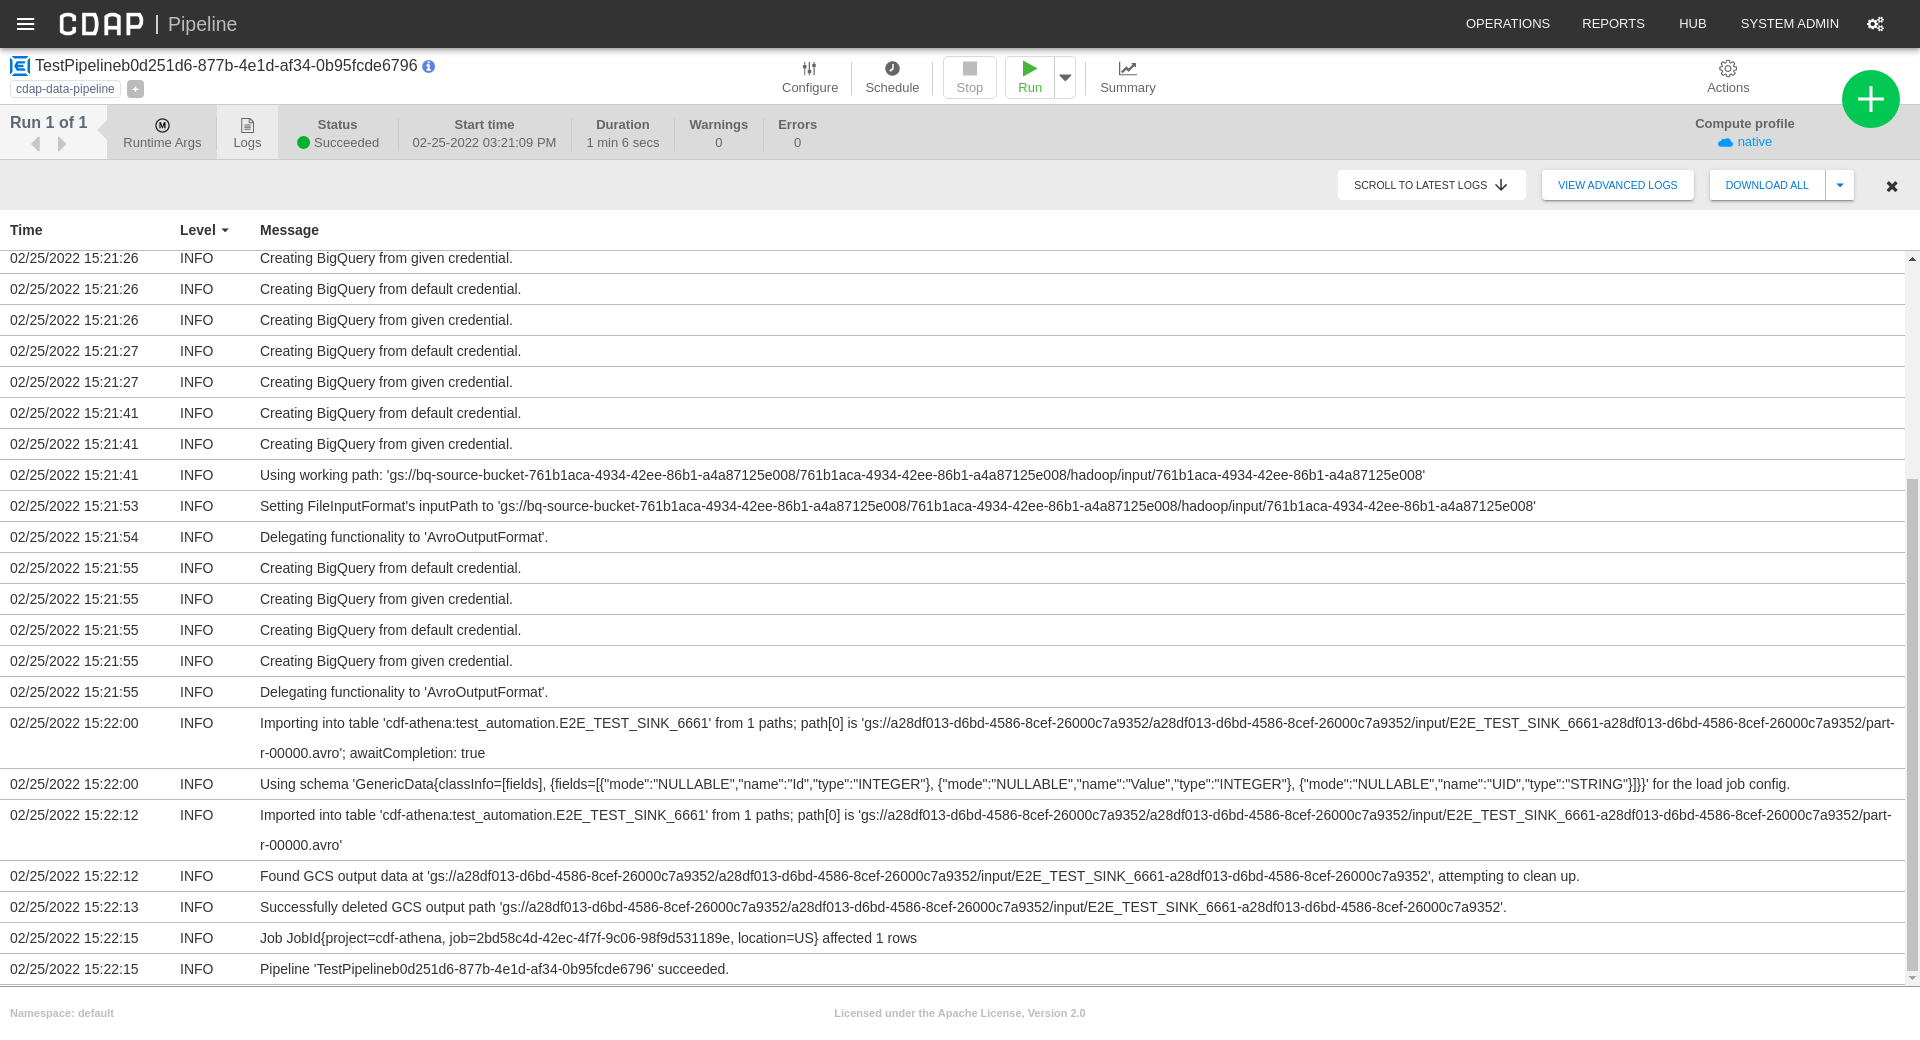 CDAP | Pipeline
OPERATIONS REPORTS HUB SYSTEM ADMIN
TestPipelineb0d251d6-877b-4e1d-af34-0b95fcde6796
cdap-data-pipeline +
Configure Schedule Stop Run Summary Actions
Run 1 of 1
Runtime Args Logs
Status Start time Duration Warnings Errors Compute profile
Succeeded 02-25-2022 03:21:09 PM 1 min 6 secs 0 0 native
SCROLL TO LATEST LOGS VIEW ADVANCED LOGS DOWNLOAD ALL
Time Level Message
02/25/2022 15:21:26 INFO Creating BigQuery from given credential.
02/25/2022 15:21:26 INFO Creating BigQuery from default credential.
02/25/2022 15:21:26 INFO Creating BigQuery from given credential.
02/25/2022 15:21:27 INFO Creating BigQuery from default credential.
02/25/2022 15:21:27 INFO Creating BigQuery from given credential.
02/25/2022 15:21:41 INFO Creating BigQuery from default credential.
02/25/2022 15:21:41 INFO Creating BigQuery from given credential.
02/25/2022 15:21:41 INFO Using working path: 'gs://bq-source-bucket-761b1aca-4934-42ee-86b1-a4a87125e008/761b1aca-4934-42ee-86b1-a4a87125e008/hadoop/input/761b1aca-4934-42ee-86b1-a4a87125e008'
02/25/2022 15:21:53 INFO Setting FileInputFormat's inputPath to 'gs://bq-source-bucket-761b1aca-4934-42ee-86b1-a4a87125e008/761b1aca-4934-42ee-86b1-a4a87125e008/hadoop/input/761b1aca-4934-42ee-86b1-a4a87125e008'
02/25/2022 15:21:54 INFO Delegating functionality to 'AvroOutputFormat'.
02/25/2022 15:21:55 INFO Creating BigQuery from default credential.
02/25/2022 15:21:55 INFO Creating BigQuery from given credential.
02/25/2022 15:21:55 INFO Creating BigQuery from default credential.
02/25/2022 15:21:55 INFO Creating BigQuery from given credential.
02/25/2022 15:21:55 INFO Delegating functionality to 'AvroOutputFormat'.
02/25/2022 15:22:00 INFO Importing into table 'cdf-athena:test_automation.E2E_TEST_SINK_6661' from 1 paths; path[0] is 'gs://a28df013-d6bd-4586-8cef-26000c7a9352/a28df013-d6bd-4586-8cef-26000c7a9352/input/E2E_TEST_SINK_6661-a28df013-d6bd-4586-8cef-26000c7a9352/part-
r-00000.avro'; awaitCompletion: true
02/25/2022 15:22:00 INFO Using schema 'GenericData{classInfo=[fields], {fields=[{"mode":"NULLABLE","name":"Id","type":"INTEGER"}, {"mode":"NULLABLE","name":"Value","type":"INTEGER"}, {"mode":"NULLABLE","name":"UID","type":"STRING"}]}}' for the load job config.
02/25/2022 15:22:12 INFO Imported into table 'cdf-athena:test_automation.E2E_TEST_SINK_6661' from 1 paths; path[0] is 'gs://a28df013-d6bd-4586-8cef-26000c7a9352/a28df013-d6bd-4586-8cef-26000c7a9352/input/E2E_TEST_SINK_6661-a28df013-d6bd-4586-8cef-26000c7a9352/part-
r-00000.avro'
02/25/2022 15:22:12 INFO Found GCS output data at 'gs://a28df013-d6bd-4586-8cef-26000c7a9352/a28df013-d6bd-4586-8cef-26000c7a9352/input/E2E_TEST_SINK_6661-a28df013-d6bd-4586-8cef-26000c7a9352', attempting to clean up.
02/25/2022 15:22:13 INFO Successfully deleted GCS output path 'gs://a28df013-d6bd-4586-8cef-26000c7a9352/a28df013-d6bd-4586-8cef-26000c7a9352/input/E2E_TEST_SINK_6661-a28df013-d6bd-4586-8cef-26000c7a9352'.
02/25/2022 15:22:15 INFO Job JobId{project=cdf-athena, job=2bd58c4d-42ec-4f7f-9c06-98f9d531189e, location=US} affected 1 rows
02/25/2022 15:22:15 INFO Pipeline 'TestPipelineb0d251d6-877b-4e1d-af34-0b95fcde6796' succeeded.
Namespace: default Licensed under the Apache License, Version 2.0